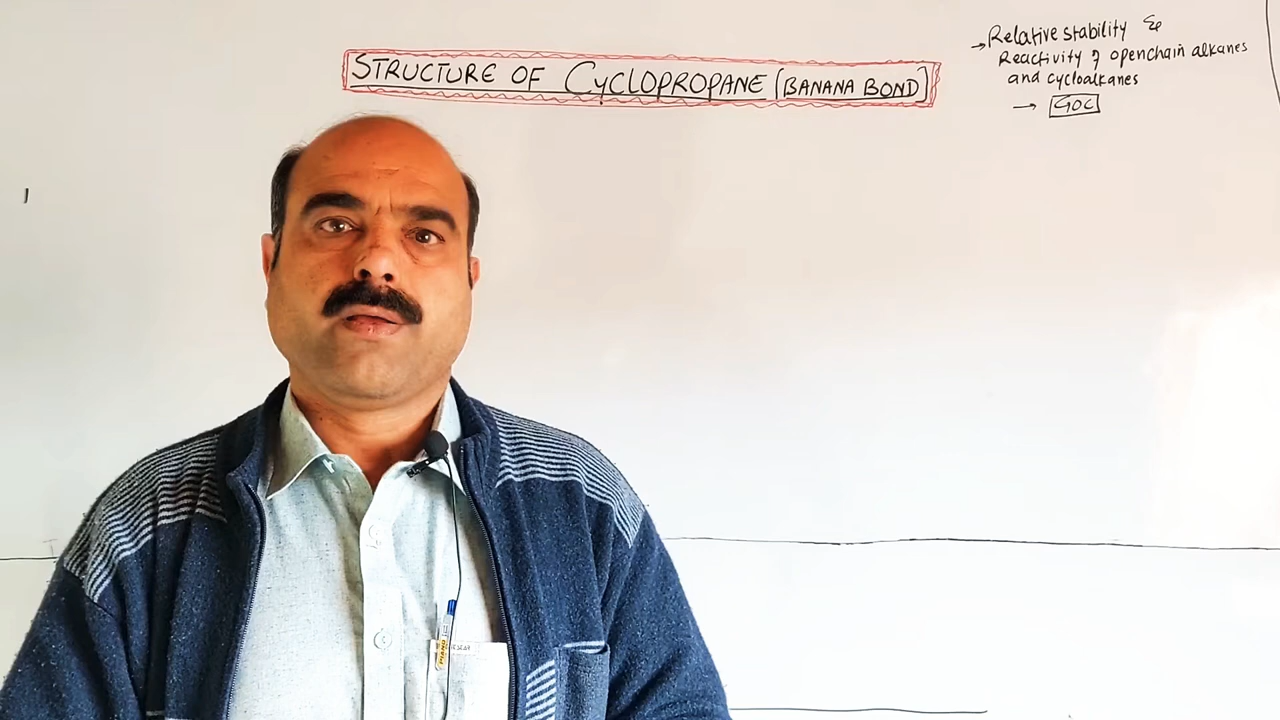 STRUCTURE OF CYCLOPROPANE [BANANA BOND]
→ Relative stability &
Reactivity of openchain alkanes
and cycloalkanes
→ GOC